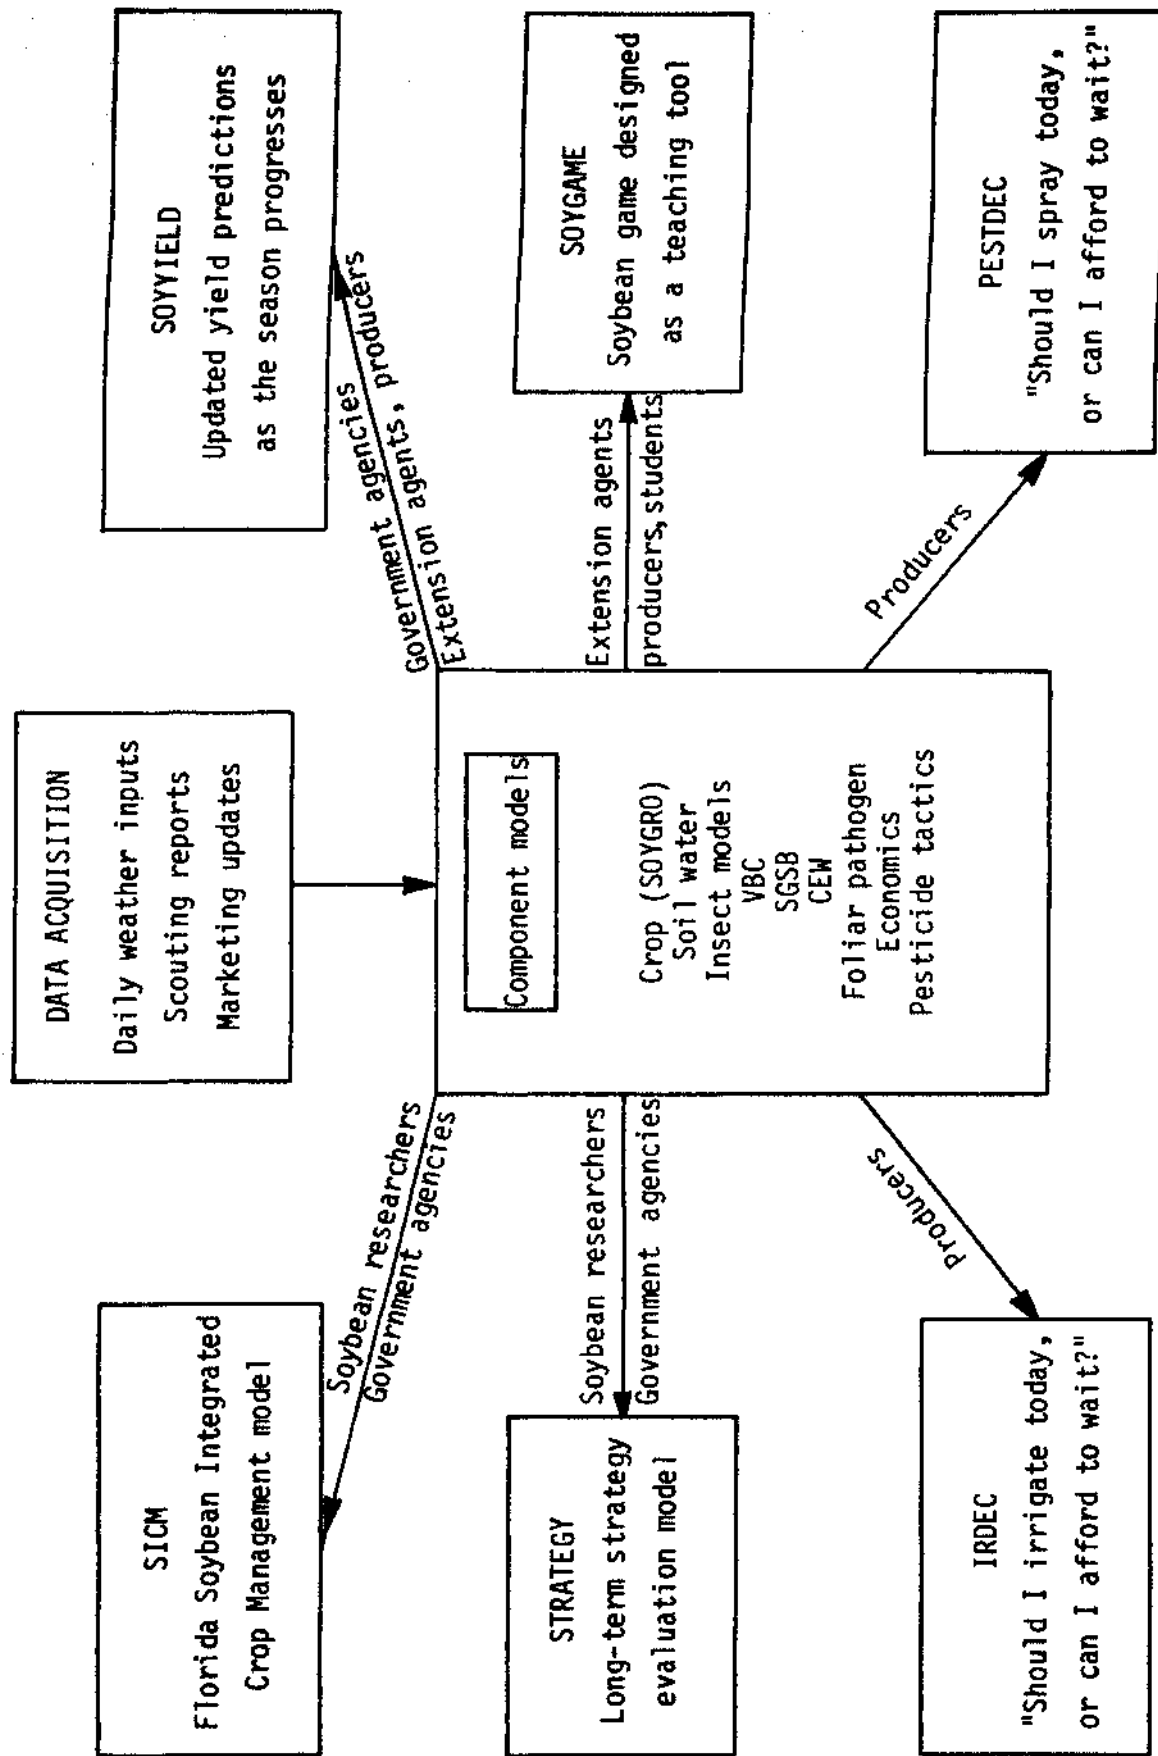 SICM
Florida Soybean Integrated
Crop Management model
DATA ACQUISITION
Daily weather inputs
Scouting reports
Marketing updates
SOYYIELD
Updated yield predictions
as the season progresses
Soybean researchers
Government agencies
Government agencies
Extension agents, producers
STRATEGY
Long-term strategy
evaluation model
Soybean researchers
Government agencies
Component models
Crop (SOYGRO)
Soil water
Insect models
VBC
SGSB
CEW
Foliar pathogen
Economics
Pesticide tactics
Extension agents
producers,students
SOYGAME
Soybean game designed
as a teaching tool
Producers
Producers
IRDEC
"Should I irrigate today,
or can I afford to wait?"
PESTDEC
"Should I spray today,
or can I afford to wait?"